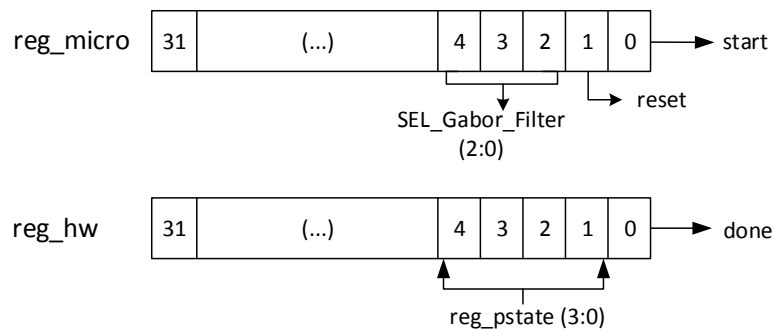 reg_micro 31 (...) 4 3 2 1 0 start
reset
SEL_Gabor_Filter
(2:0)
reg_hw 31 (...) 4 3 2 1 0 done
reg_pstate (3:0)